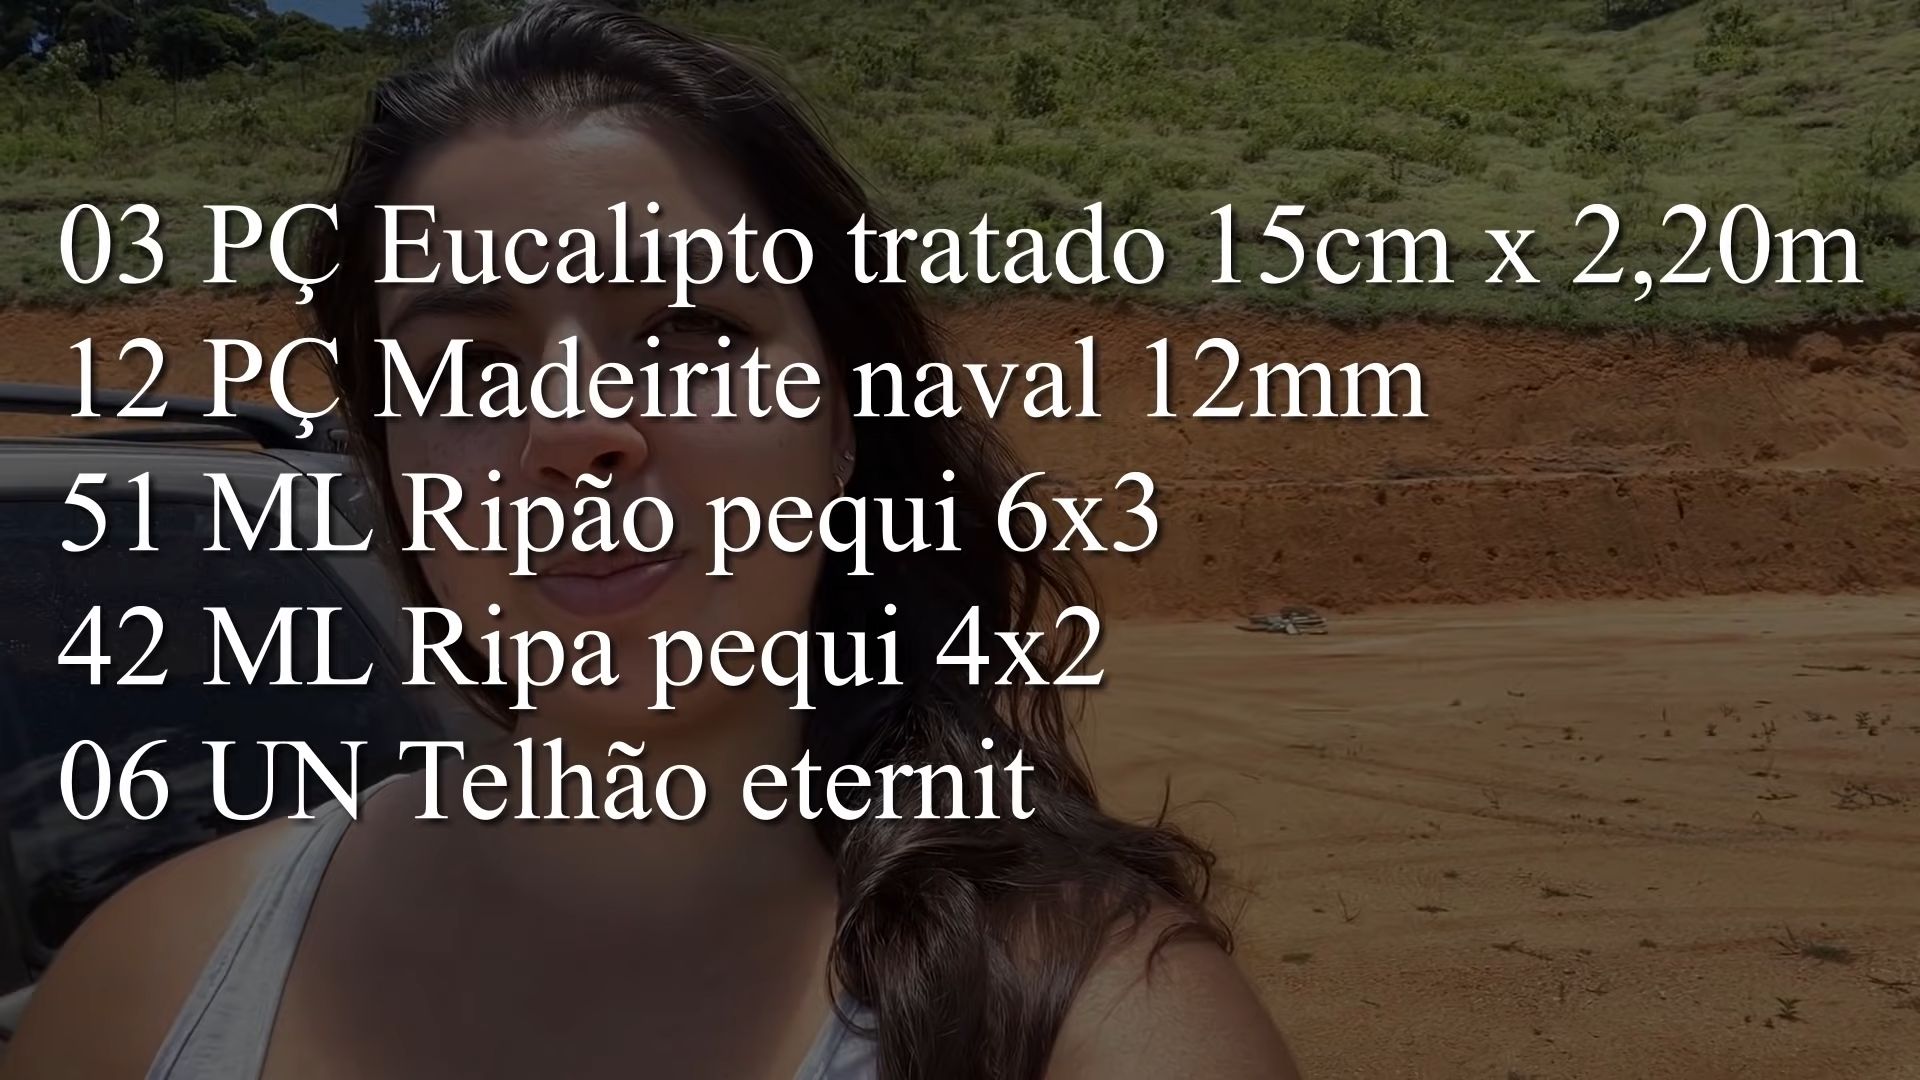 03 PÇ Eucalipto tratado 15cm x 2,20m
12 PÇ Madeirite naval 12mm
51 ML Ripão pequi 6x3
42 ML Ripa pequi 4x2
06 UN Telhão eternit